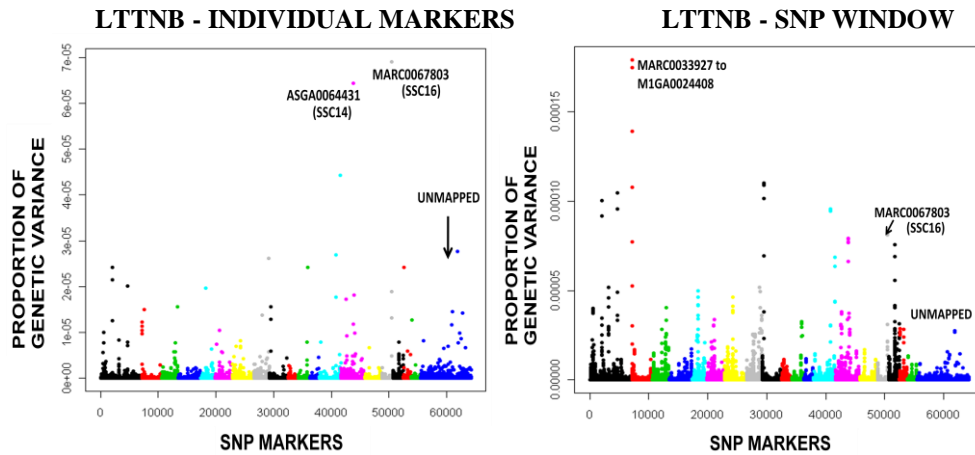 LTTNB - INDIVIDUAL MARKERS
PROPORTION OF
GENETIC VARIANCE
7e-05
6e-05
5e-05
4e-05
3e-05
2e-05
1e-05
0e+00
MARC0067803
(SSC16)
ASGA0064431
(SSC14)
UNMAPPED
0 10000 20000 30000 40000 50000 60000
SNP MARKERS
LTTNB - SNP WINDOW
PROPORTION OF
GENETIC VARIANCE
0.00015
0.00010
0.00005
0.00000
MARC0033927 to
M1GA0024408
MARC0067803
(SSC16)
UNMAPPED
0 10000 20000 30000 40000 50000 60000
SNP MARKERS